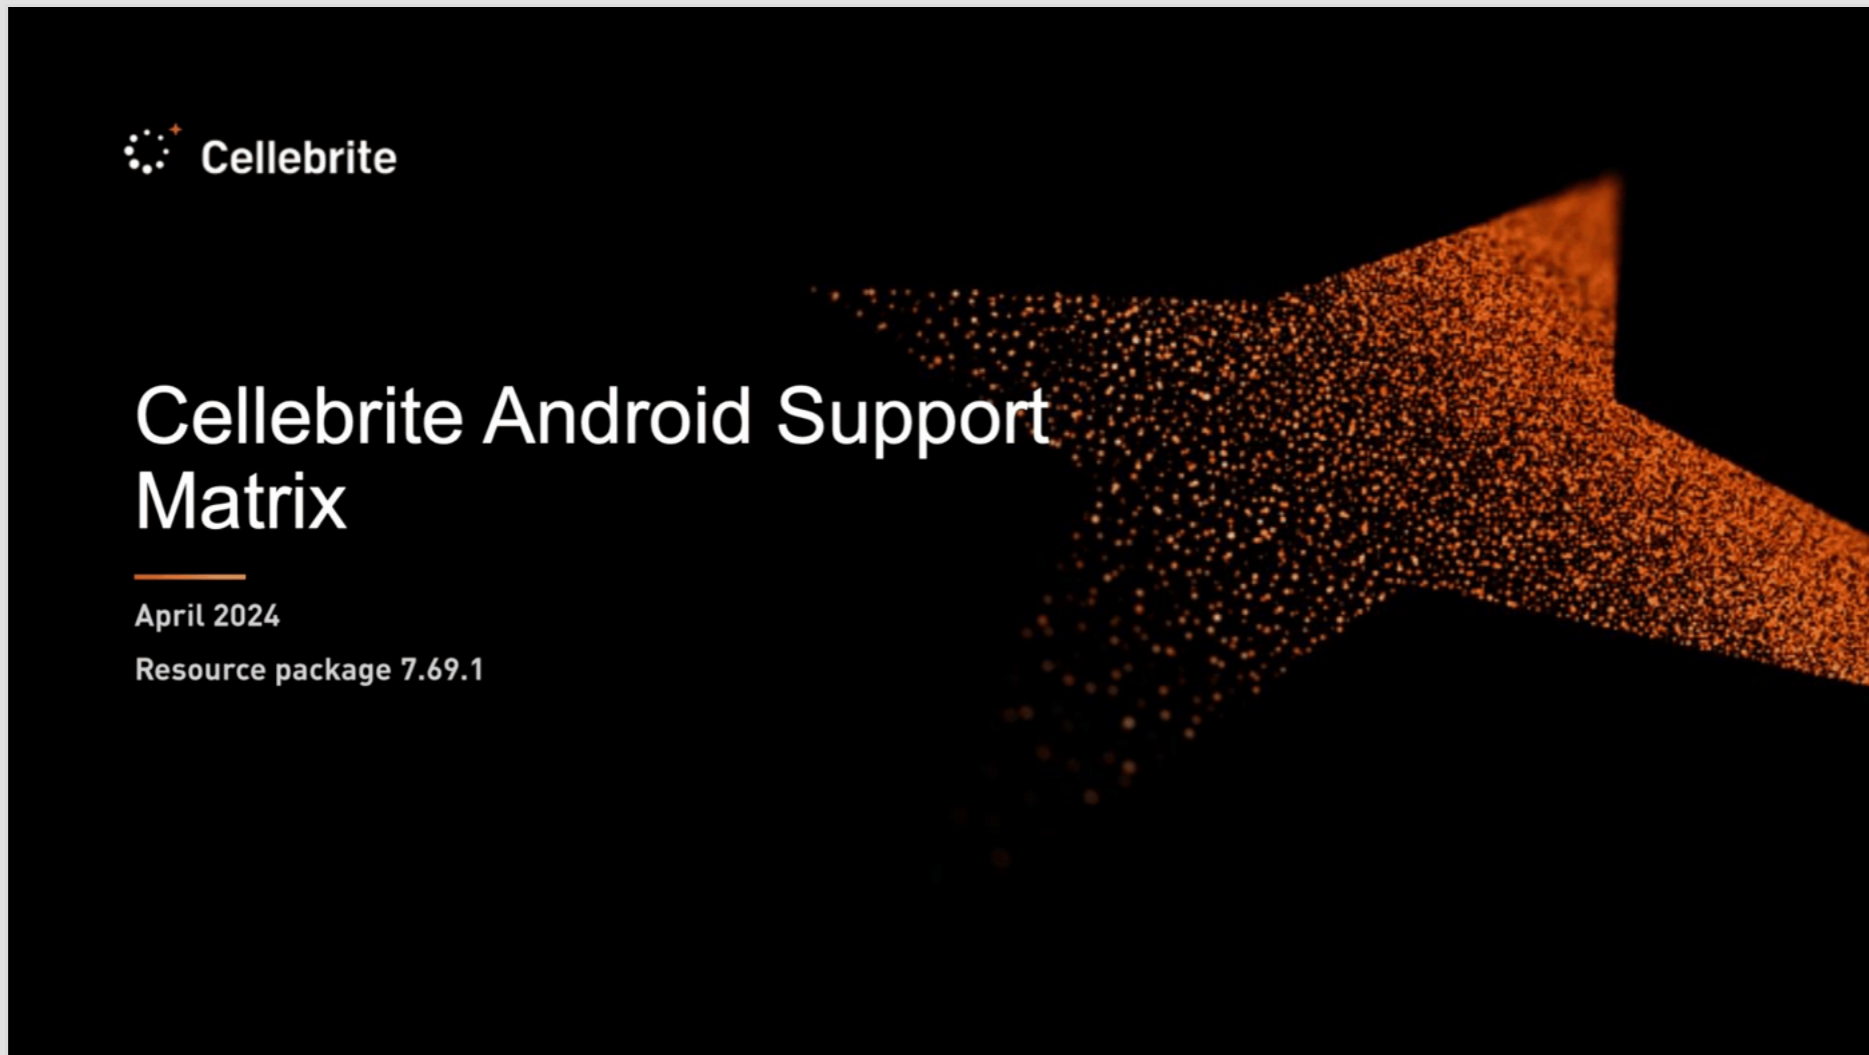 Cellebrite
Cellebrite Android Support
Matrix
April 2024
Resource package 7.69.1